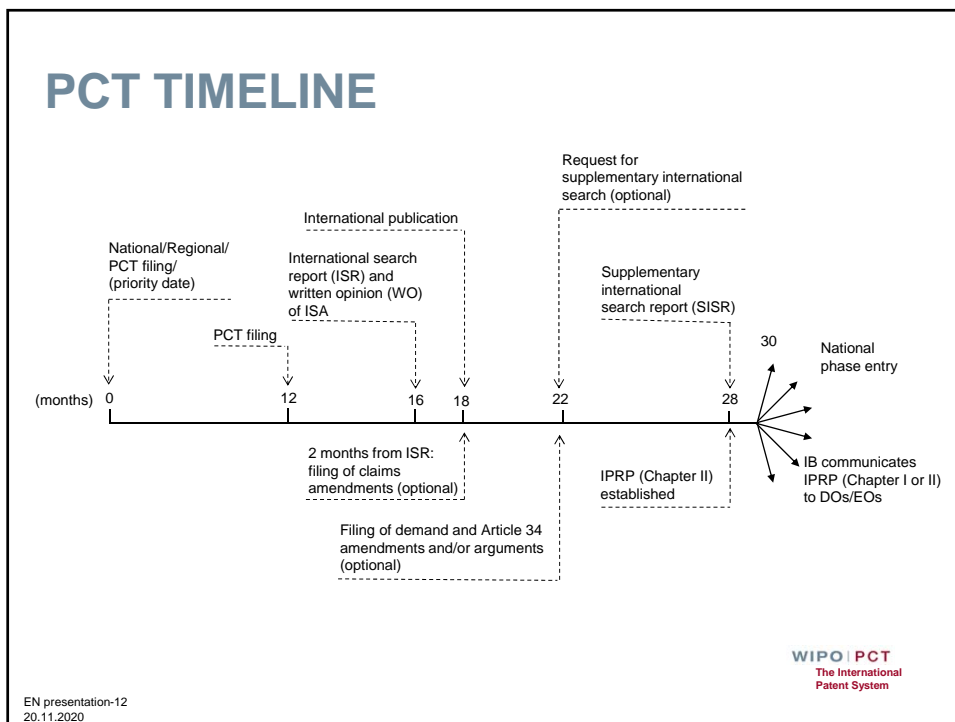 PCT TIMELINE
Request for
supplementary international
search (optional)
International publication
National/Regional/
PCT filing/
(priority date)
International search
report (ISR) and
written opinion (WO)
of ISA
Supplementary
international
search report (SISR)
PCT filing
30
National
phase entry
(months) 0 12 16 18 22 28
2 months from ISR:
filing of claims
amendments (optional)
IPRP (Chapter II)
established
IB communicates
IPRP (Chapter I or II)
to DOs/EOs
Filing of demand and Article 34
amendments and/or arguments
(optional)
WIPO | PCT
The International
Patent System
EN presentation-12
20.11.2020